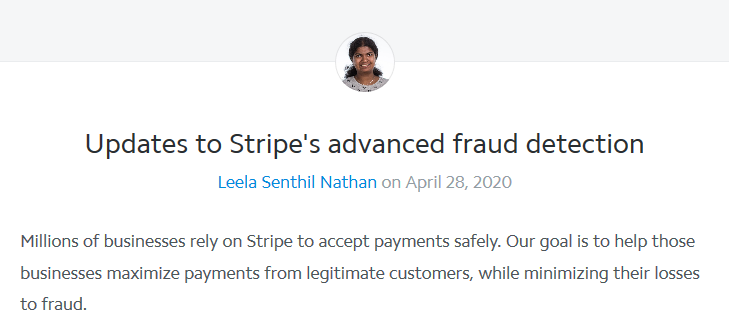 Updates to Stripe's advanced fraud detection
Leela Senthil Nathan on April 28, 2020
Millions of businesses rely on Stripe to accept payments safely. Our goal is to help those
businesses maximize payments from legitimate customers, while minimizing their losses
to fraud.